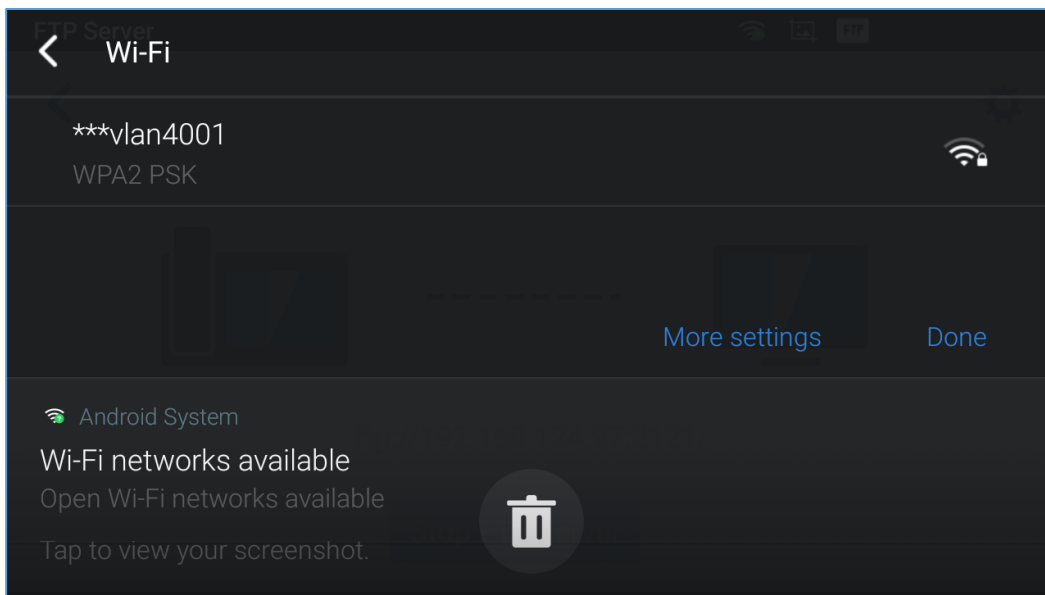 FTP Server
Wi-Fi
***vlan4001
WPA2 PSK
More settings
Done
Android System
Wi-Fi networks available
Open Wi-Fi networks available
Tap to view your screenshot.